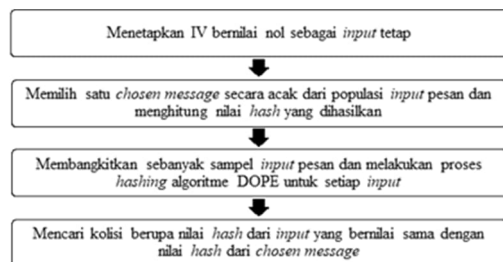 Menetapkan IV bernilai nol sebagai input tetap
Memilih satu chosen message secara acak dari populasi input pesan dan
menghitung nilai hash yang dihasilkan
Membangkitkan sebanyak sampel input pesan dan melakukan proses
hashing algoritme DOPE untuk setiap input
Mencari kolisi berupa nilai hash dari input yang bernilai sama dengan
nilai hash dari chosen message